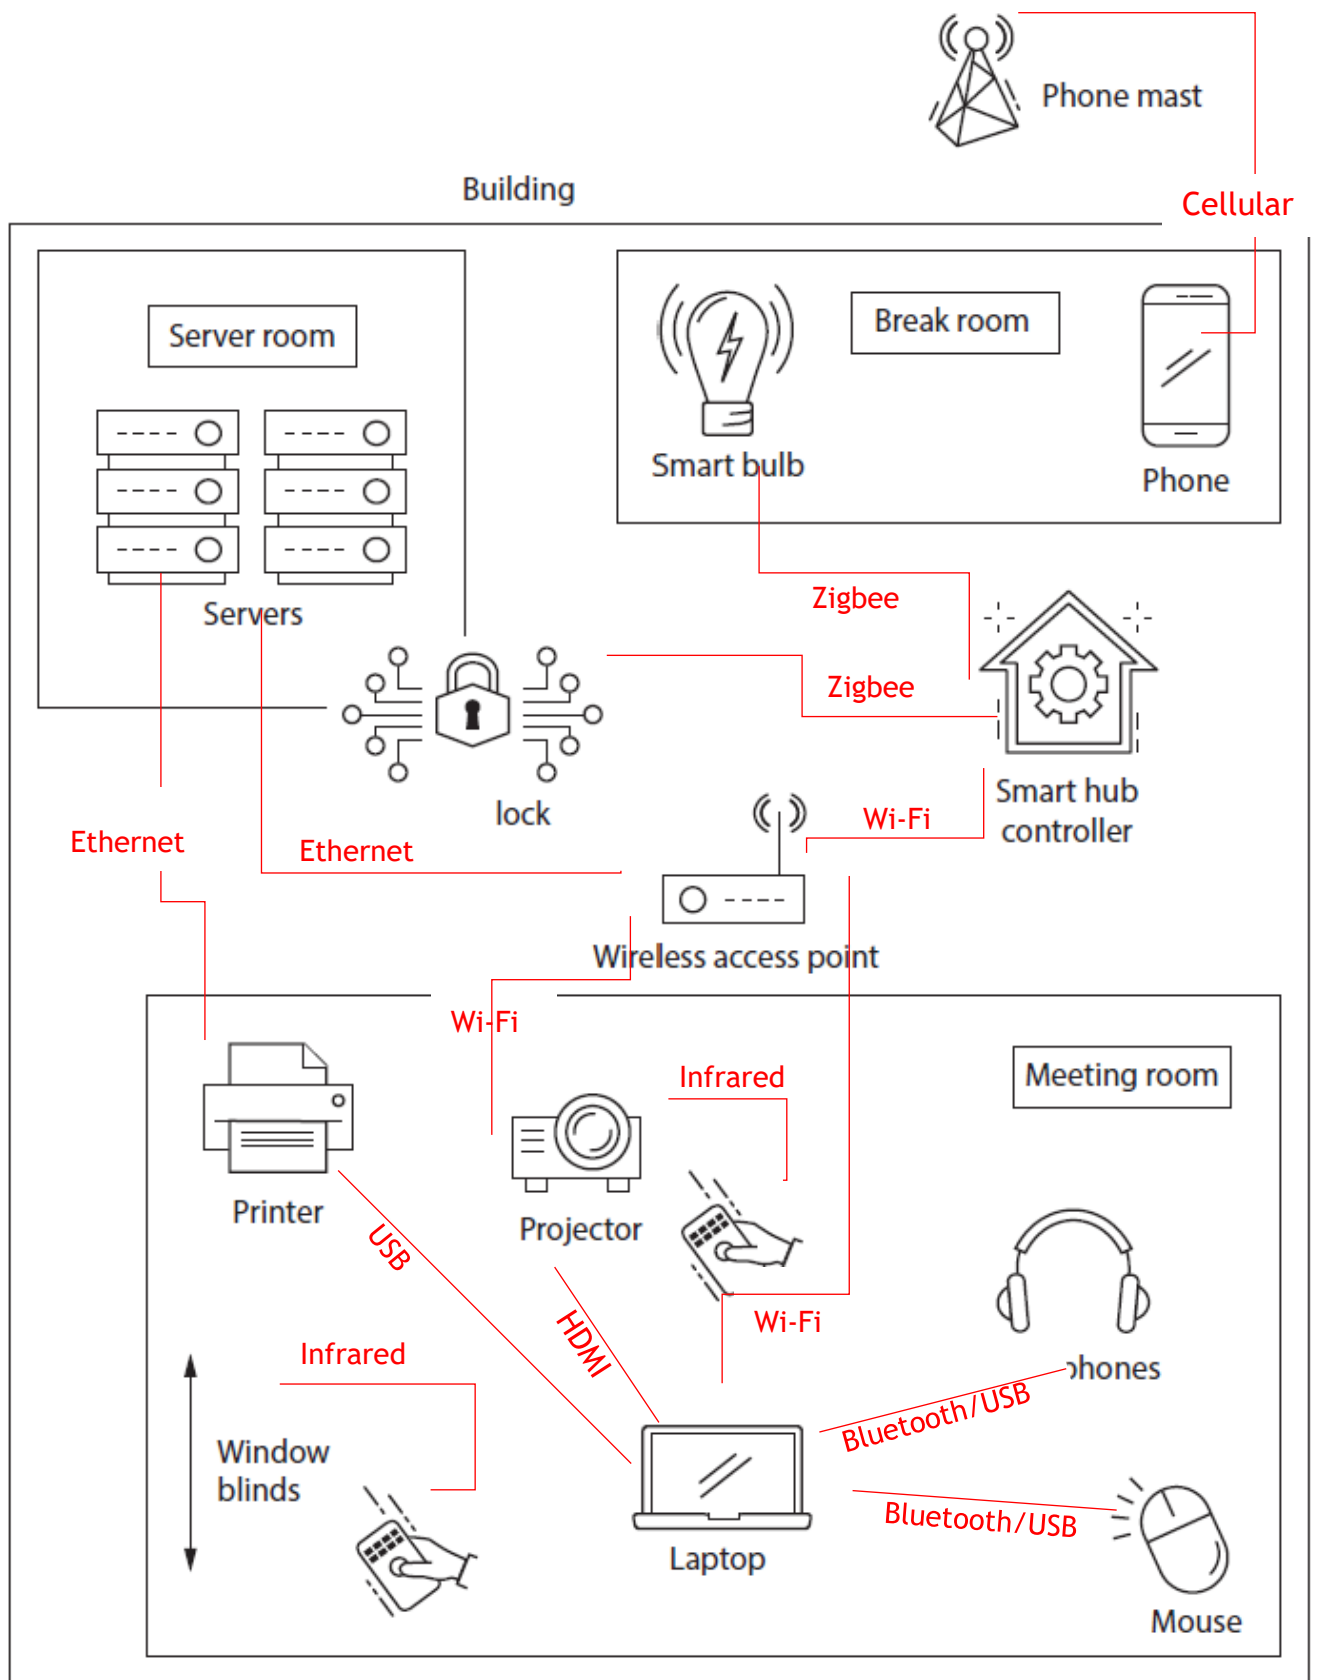 Phone mast
Building
Cellular
Server room
Break room
Smart bulb
Phone
Servers
Zigbee
Zigbee
lock
Smart hub
controller
Wi-Fi
Ethernet
Ethernet
Wireless access point
Wi-Fi
Infrared
Meeting room
Printer
Projector
USB
HDMI
Wi-Fi
Infrared
phones
Bluetooth/USB
Window
blinds
Bluetooth/USB
Laptop
Mouse